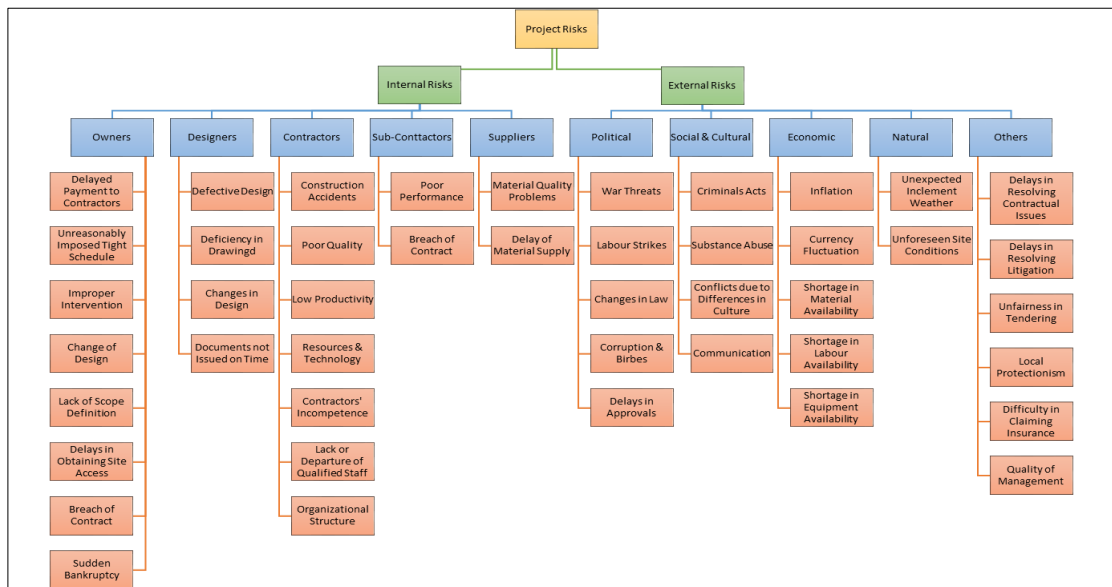 Project Risks
Internal Risks
External Risks
Owners
Designers
Contractors
Sub-Conttactors
Suppliers
Political
Social & Cultural
Economic
Natural
Others
Delayed
Payment to
Contractors
Unreasonably
Imposed Tight
Schedule
Improper
Intervention
Change of
Design
Lack of Scope
Definition
Delays in
Obtaining Site
Access
Breach of
Contract
Sudden
Bankruptcy
Defective Design
Deficiency in
Drawingd
Changes in
Design
Documents not
Issued on Time
Construction
Accidents
Poor Quality
Low Productivity
Resources &
Technology
Contractors'
Incompetence
Lack or
Departure of
Qualified Staff
Organizational
Structure
Poor
Performance
Breach of
Contract
Material Quality
Problems
Delay of
Material Supply
War Threats
Labour Strikes
Changes in Law
Corruption &
Birbes
Delays in
Approvals
Criminals Acts
Substance Abuse
Conflicts due to
Differences in
Culture
Communication
Inflation
Currency
Fluctuation
Shortage in
Material
Availability
Shortage in
Labour
Availability
Shortage in
Equipment
Availability
Unexpected
Inclement
Weather
Unforeseen Site
Conditions
Delays in
Resolving
Contractual
Issues
Delays in
Resolving
Litigation
Unfairness in
Tendering
Local
Protectionism
Difficulty in
Claiming
Insurance
Quality of
Management